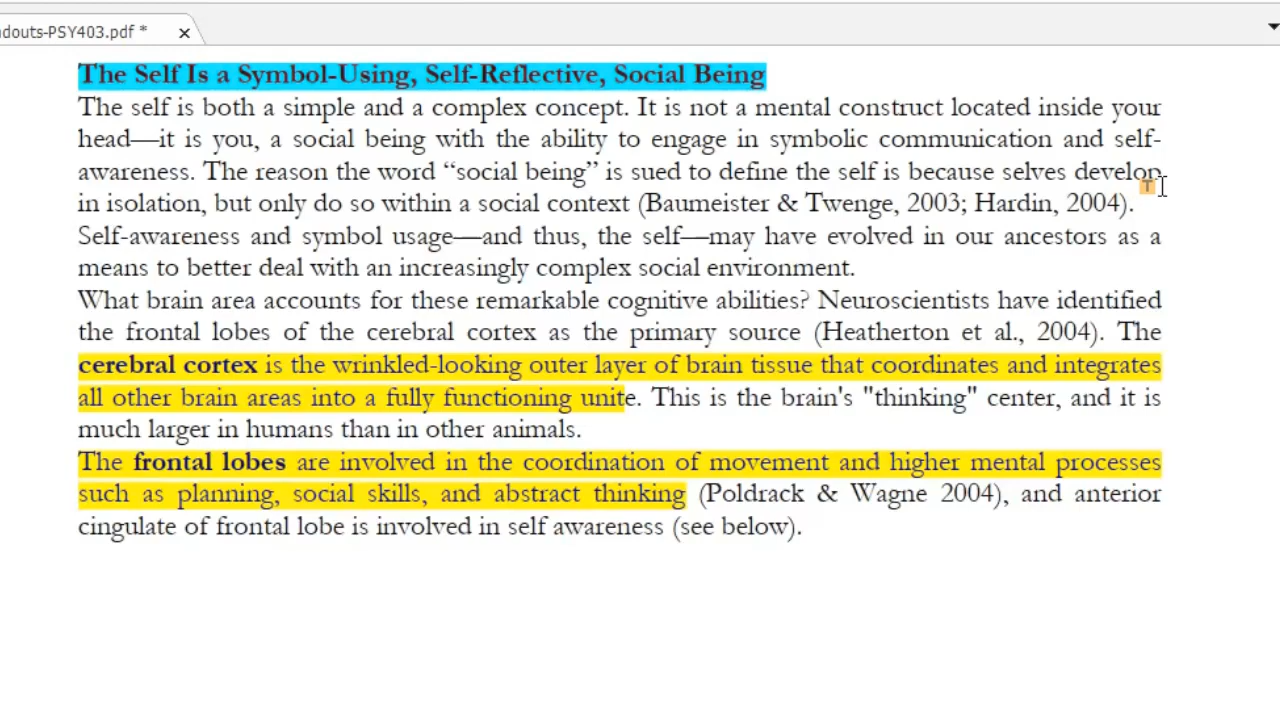 douts-PSY403.pdf *
The Self Is a Symbol-Using, Self-Reflective, Social Being
The self is both a simple and a complex concept. It is not a mental construct located inside your
head—it is you, a social being with the ability to engage in symbolic communication and self-
awareness. The reason the word “social being” is sued to define the self is because selves develop
in isolation, but only do so within a social context (Baumeister & Twenge, 2003; Hardin, 2004).
Self-awareness and symbol usage—and thus, the self—may have evolved in our ancestors as a
means to better deal with an increasingly complex social environment.
What brain area accounts for these remarkable cognitive abilities? Neuroscientists have identified
the frontal lobes of the cerebral cortex as the primary source (Heatherton et al., 2004). The
cerebral cortex is the wrinkled-looking outer layer of brain tissue that coordinates and integrates
all other brain areas into a fully functioning unite. This is the brain's "thinking" center, and it is
much larger in humans than in other animals.
The frontal lobes are involved in the coordination of movement and higher mental processes
such as planning, social skills, and abstract thinking (Poldrack & Wagne 2004), and anterior
cingulate of frontal lobe is involved in self awareness (see below).